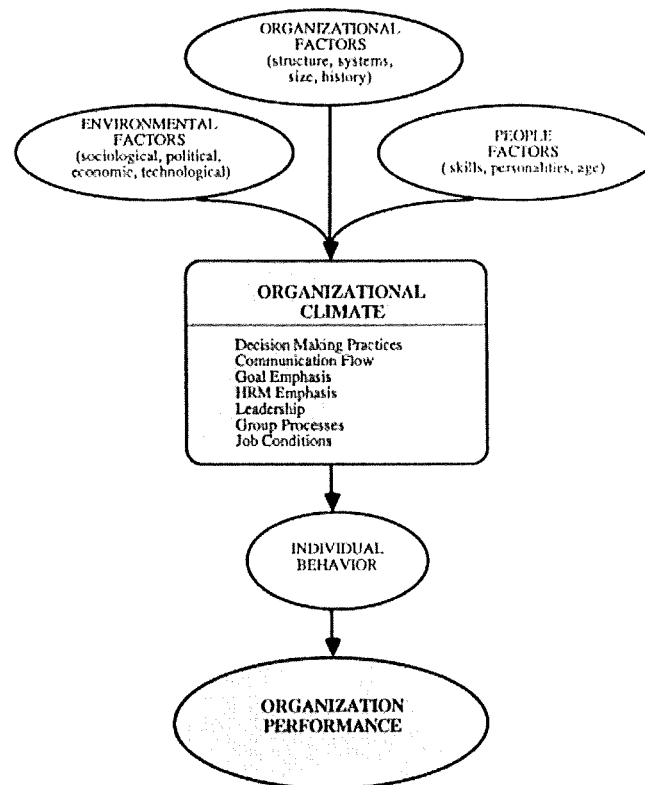 ORGANIZATIONAL
FACTORS
(structure, systems,
size, history)
ENVIRONMENTAL
FACTORS
(sociological, political,
economic, technological)
PEOPLE
FACTORS
( skills, personalities, age)
ORGANIZATIONAL
CLIMATE
Decision Making Practices
Communication Flow
Goal Emphasis
HRM Emphasis
Leadership
Group Processes
Job Conditions
INDIVIDUAL
BEHAVIOR
ORGANIZATION
PERFORMANCE